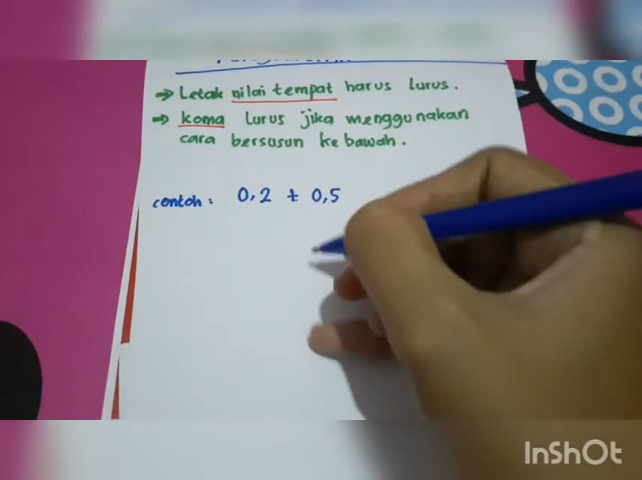 → Letak nilai tempat harus lurus.
→ koma lurus jika menggunakan
cara bersusun ke bawah.
contoh : 0,2 + 0,5
InShOt